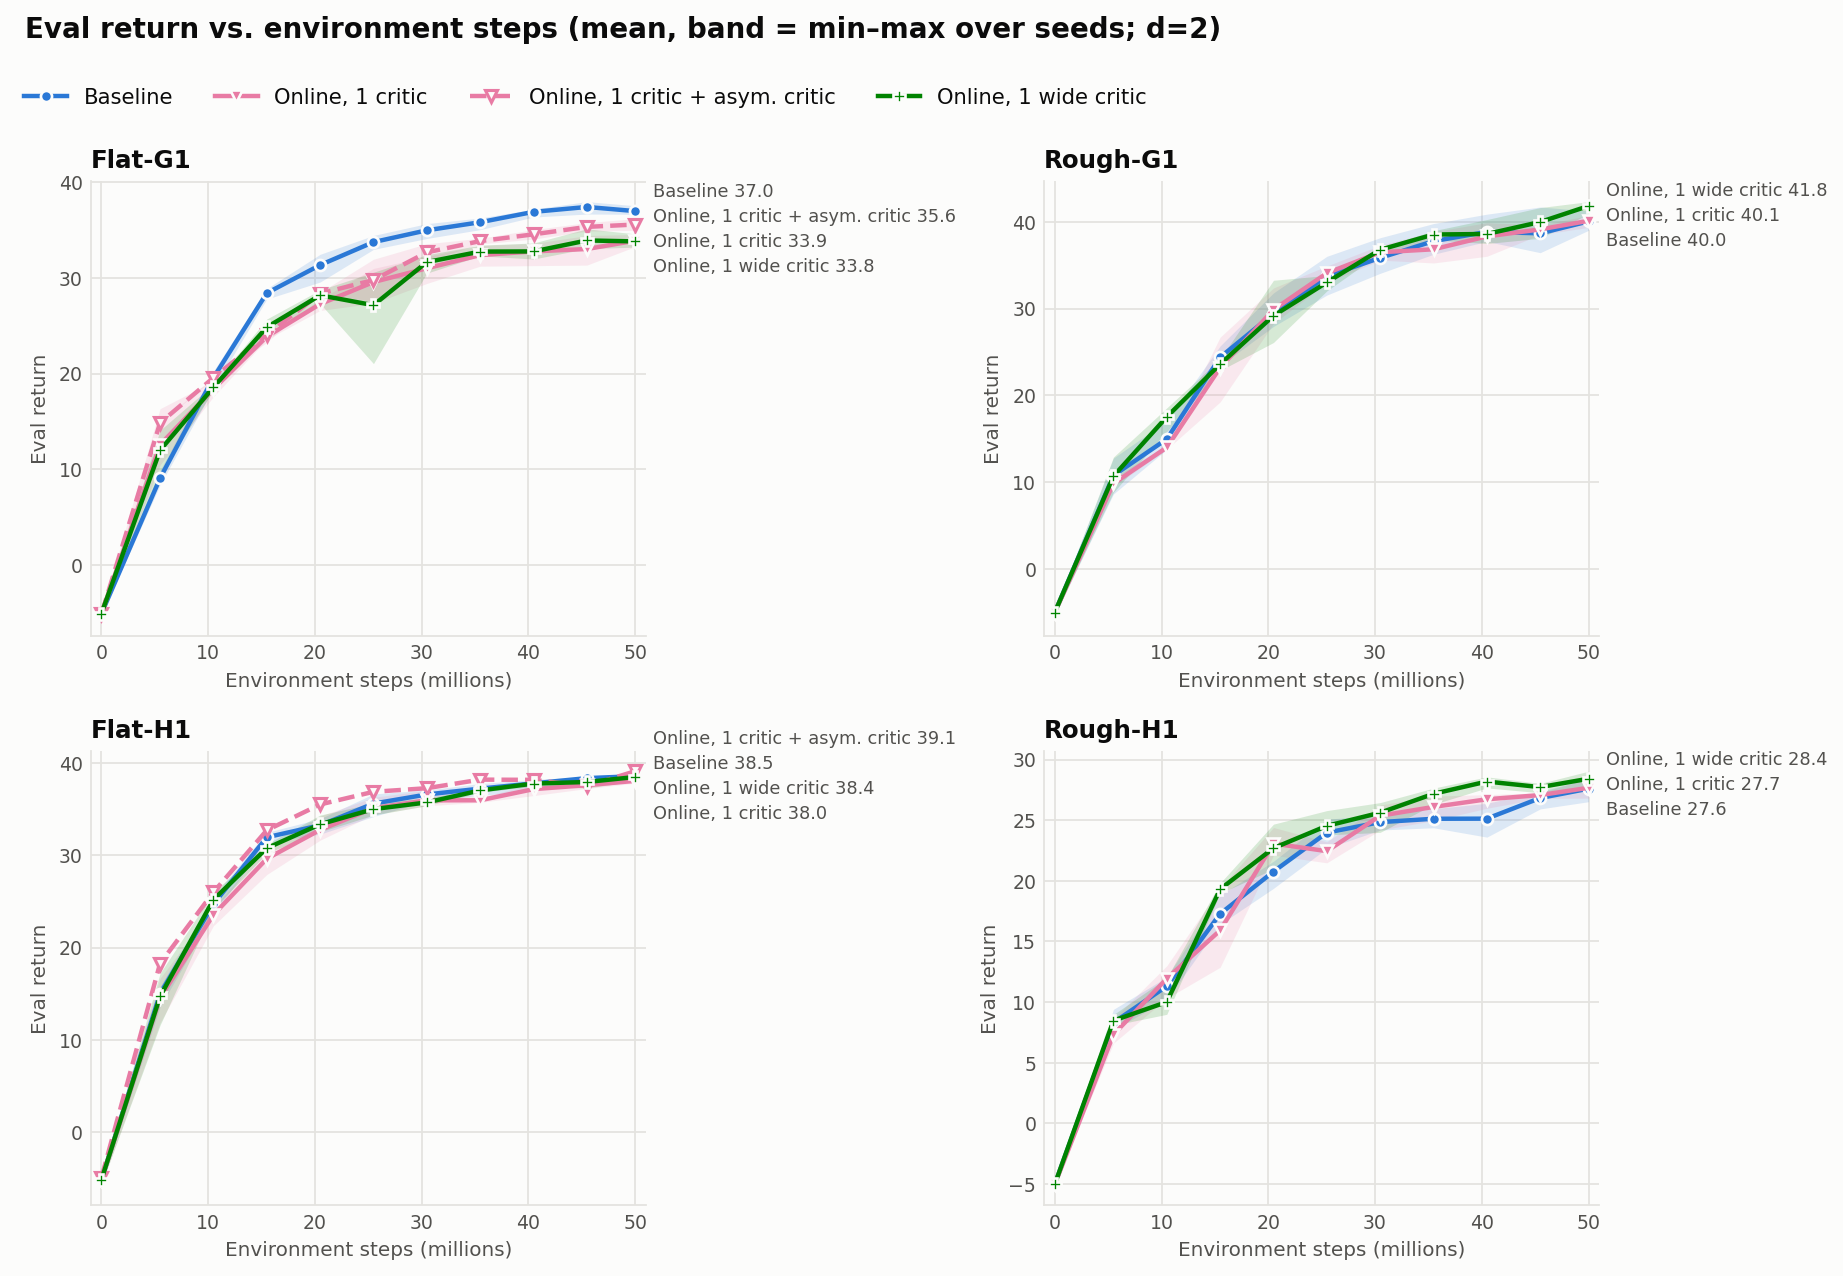 Eval return vs. environment steps (mean, band = min–max over seeds; d=2)
Baseline
Online, 1 critic
Online, 1 critic + asym. critic
Online, 1 wide critic
Flat-G1
40
30
20
10
0
Eval return
0 10 20 30 40 50
Environment steps (millions)
Baseline 37.0
Online, 1 critic + asym. critic 35.6
Online, 1 critic 33.9
Online, 1 wide critic 33.8
Rough-G1
40
30
20
10
0
Eval return
0 10 20 30 40 50
Environment steps (millions)
Online, 1 wide critic 41.8
Online, 1 critic 40.1
Baseline 40.0
Flat-H1
40
30
20
10
0
Eval return
0 10 20 30 40 50
Environment steps (millions)
Online, 1 critic + asym. critic 39.1
Baseline 38.5
Online, 1 wide critic 38.4
Online, 1 critic 38.0
Rough-H1
30
25
20
15
10
5
0
−5
Eval return
0 10 20 30 40 50
Environment steps (millions)
Online, 1 wide critic 28.4
Online, 1 critic 27.7
Baseline 27.6